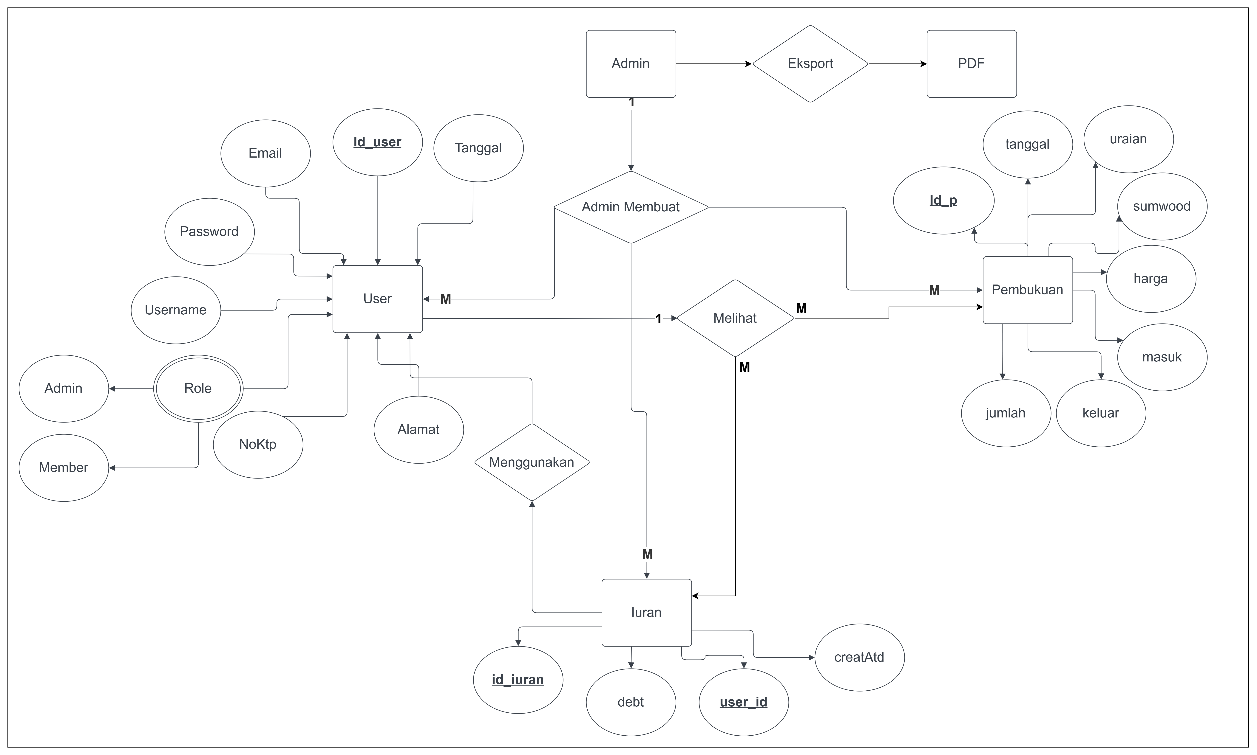 Admin
Eksport
PDF
1
Email
Id_user
Tanggal
tanggal
uraian
Password
Admin Membuat
Id_p
sumwood
User
M
M
Pembukuan
harga
Username
1
Melihat
M
masuk
M
Admin
Role
NoKtp
Alamat
jumlah
keluar
Member
Menggunakan
M
Iuran
id_iuran
debt
user_id
creatAtd